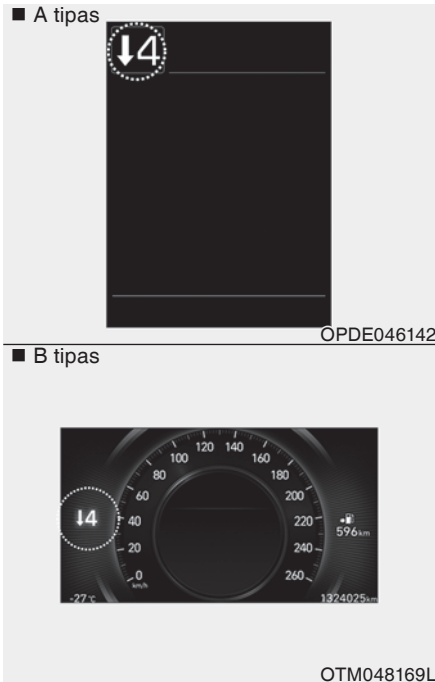 ■ A tipas
↓4
OPDE046142
■ B tipas
120 140
100 160
80 180
60 200
↓4 40 220 596km
20 240
0 260
km/h
-27℃ 1324025km
OTM048169L